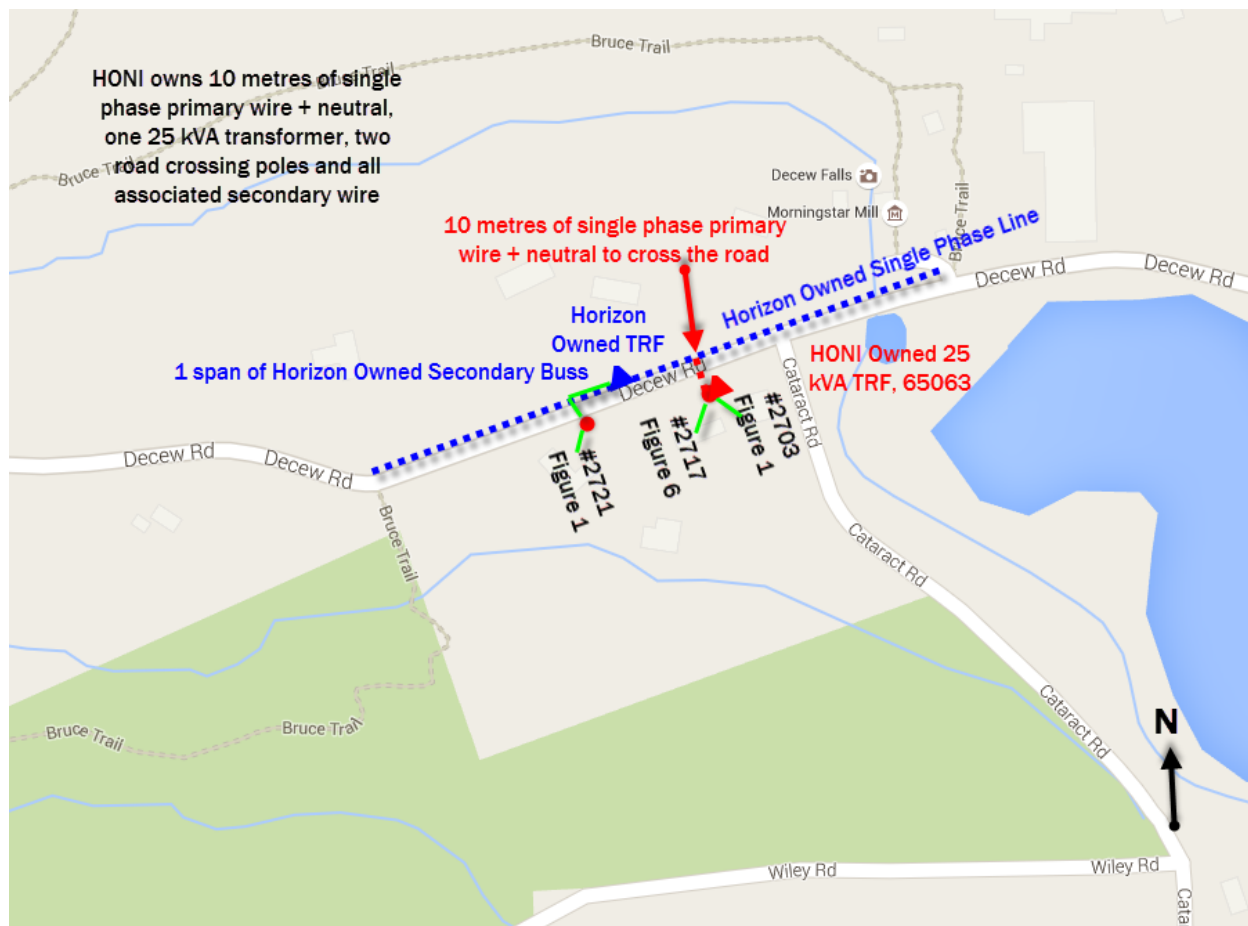 Bruce Trail
Bruce Trail
HONI owns 10 metres of single
phase primary wire + neutral,
one 25 kVA transformer, two
road crossing poles and all
associated secondary wire
Bruce Trail
Bruce Trail
Decew Falls
Morningstar Mill
Bruce Trail
10 metres of single phase primary
wire + neutral to cross the road
Horizon Owned Single Phase Line
Decew Rd
Decew Rd
Horizon
Owned TRF
1 span of Horizon Owned Secondary Buss
Decew Rd
HONI Owned 25
kVA TRF, 65063
Cataract Rd
#2703
Figure 1
#2717
Figure 6
#2721
Figure 1
Decew Rd
Decew Rd
Bruce Trail
Cataract Rd
Cataract Rd
Bruce Trail
Bruce Trail
N
Wiley Rd
Wiley Rd
Cata